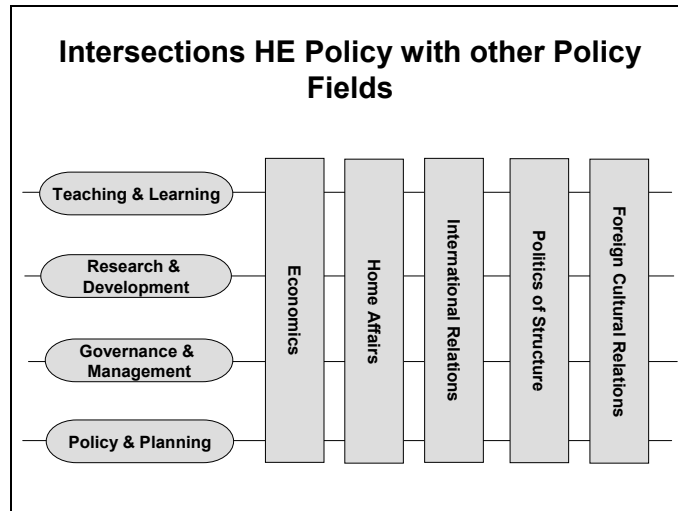 Intersections HE Policy with other Policy
Fields
Teaching & Learning
Research &
Development
Governance &
Management
Policy & Planning
Economics
Home Affairs
International Relations
Politics of Structure
Foreign Cultural Relations